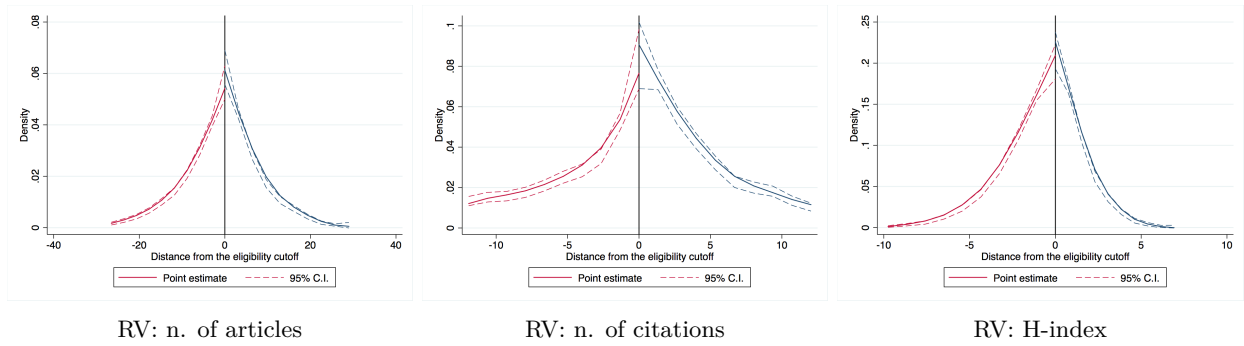 .08
.06
.04
.02
0
Density
-40 -20 0 20 40
Distance from the eligibility cutoff
Point estimate 95% C.I.
RV: n. of articles
.1
.08
.06
.04
.02
0
Density
-10 -5 0 5 10
Distance from the eligibility cutoff
Point estimate 95% C.I.
RV: n. of citations
.25
.2
.15
.1
.05
0
Density
-10 -5 0 5 10
Distance from the eligibility cutoff
Point estimate 95% C.I.
RV: H-index